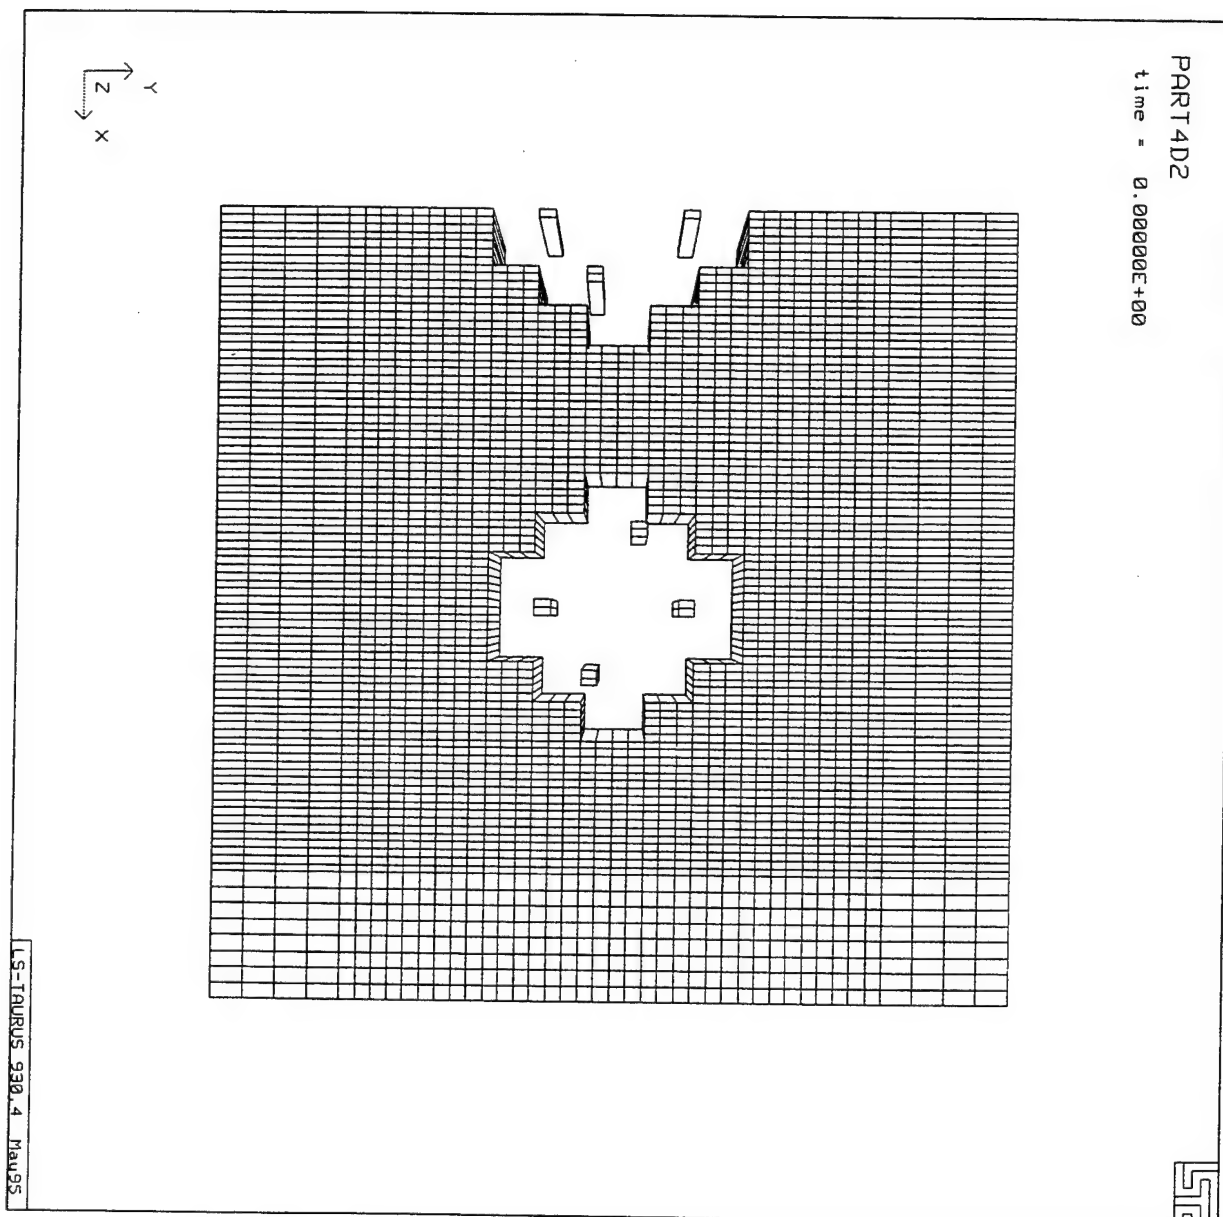 PART4D2
time = 0.00000E+00
Y
Z
X
LS-TAURUS 930.4 May95